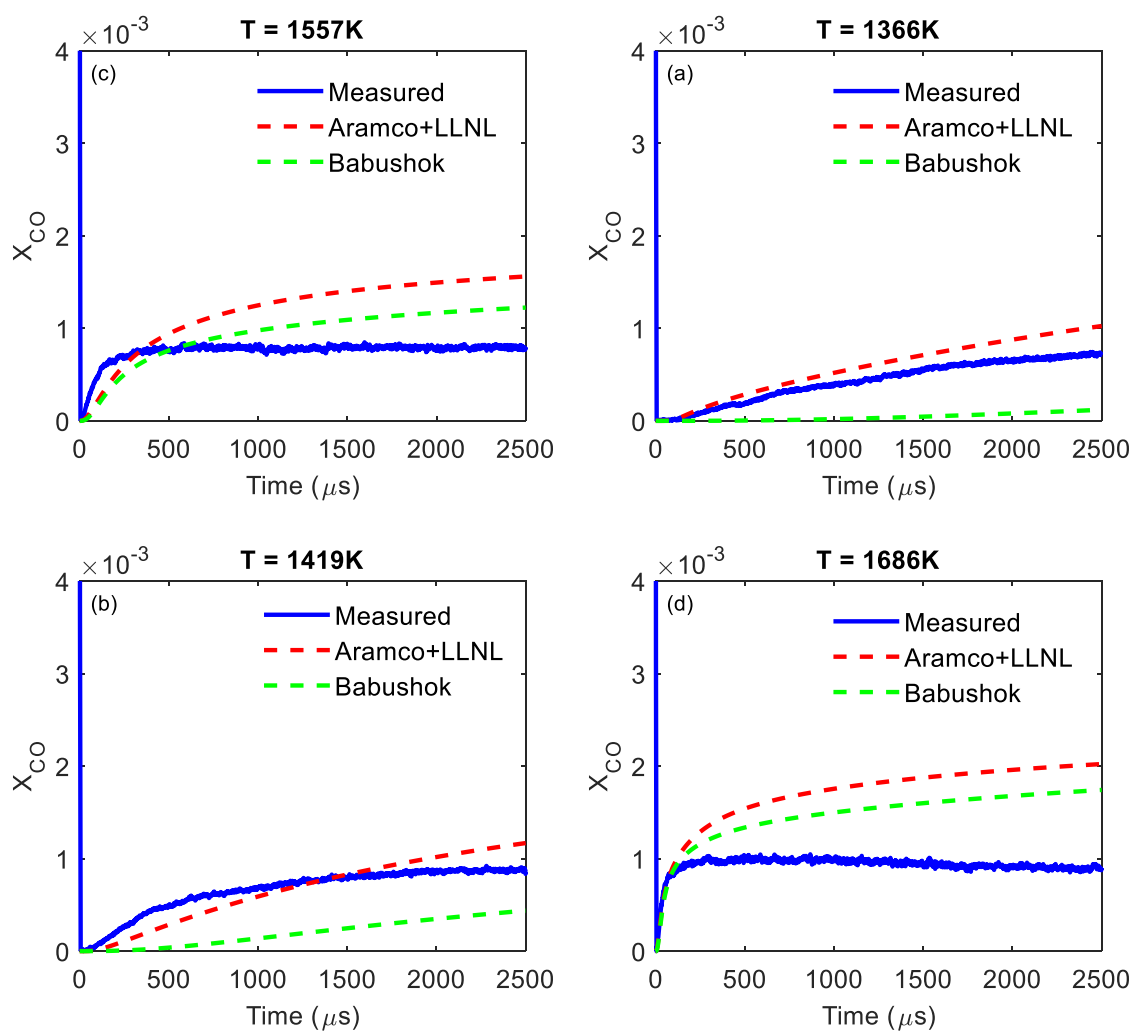 T = 1557K
×10-3
(c)
Measured
Aramco+LLNL
Babushok
4
3
2
1
0
XCO
0 500 1000 1500 2000 2500
Time (μs)
T = 1366K
×10-3
(a)
Measured
Aramco+LLNL
Babushok
4
3
2
1
0
XCO
0 500 1000 1500 2000 2500
Time (μs)
T = 1419K
×10-3
(b)
Measured
Aramco+LLNL
Babushok
4
3
2
1
0
XCO
0 500 1000 1500 2000 2500
Time (μs)
T = 1686K
×10-3
(d)
Measured
Aramco+LLNL
Babushok
4
3
2
1
0
XCO
0 500 1000 1500 2000 2500
Time (μs)